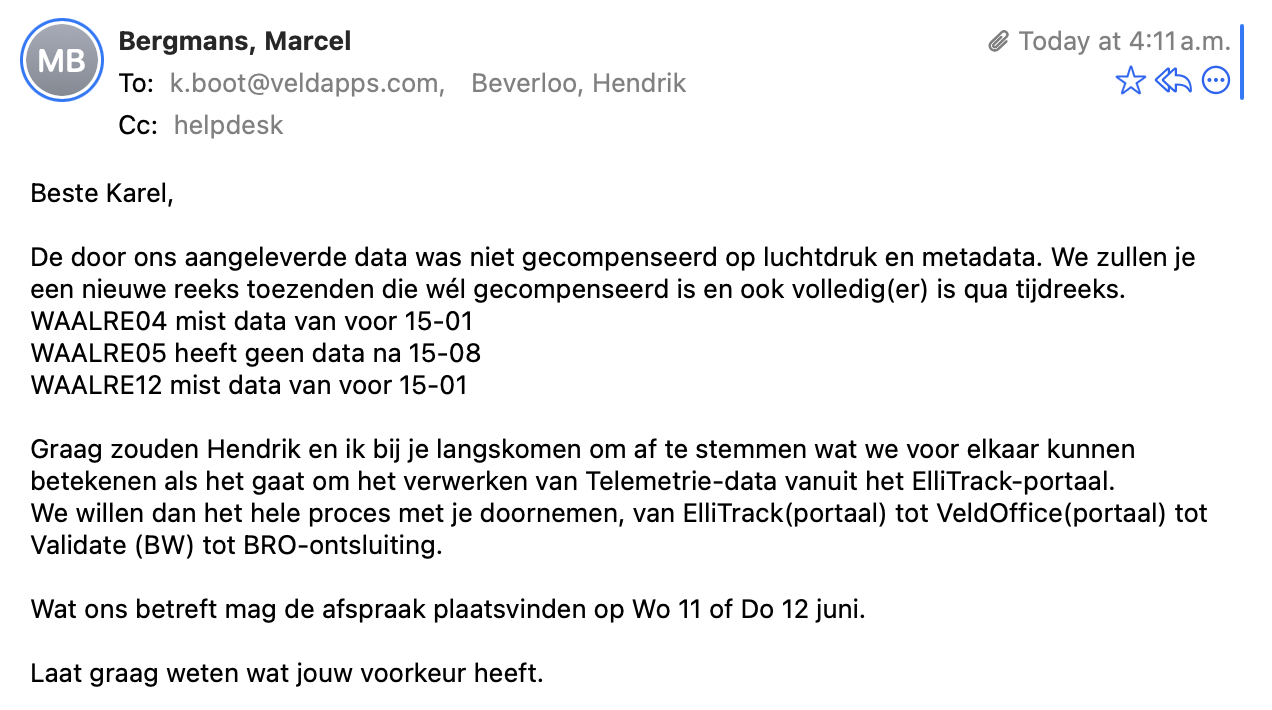 MB
Bergmans, Marcel
Today at 4:11 a.m.
To: k.boot@veldapps.com, Beverloo, Hendrik
Cc: helpdesk
Beste Karel,
De door ons aangeleverde data was niet gecompenseerd op luchtdruk en metadata. We zullen je
een nieuwe reeks toezenden die wél gecompenseerd is en ook volledig(er) is qua tijdreeks.
WAALRE04 mist data van voor 15-01
WAALRE05 heeft geen data na 15-08
WAALRE12 mist data van voor 15-01
Graag zouden Hendrik en ik bij je langskomen om af te stemmen wat we voor elkaar kunnen
betekenen als het gaat om het verwerken van Telemetrie-data vanuit het ElliTrack-portaal.
We willen dan het hele proces met je doornemen, van ElliTrack(portaal) tot VeldOffice(portaal) tot
Validate (BW) tot BRO-ontsluiting.
Wat ons betreft mag de afspraak plaatsvinden op Wo 11 of Do 12 juni.
Laat graag weten wat jouw voorkeur heeft.